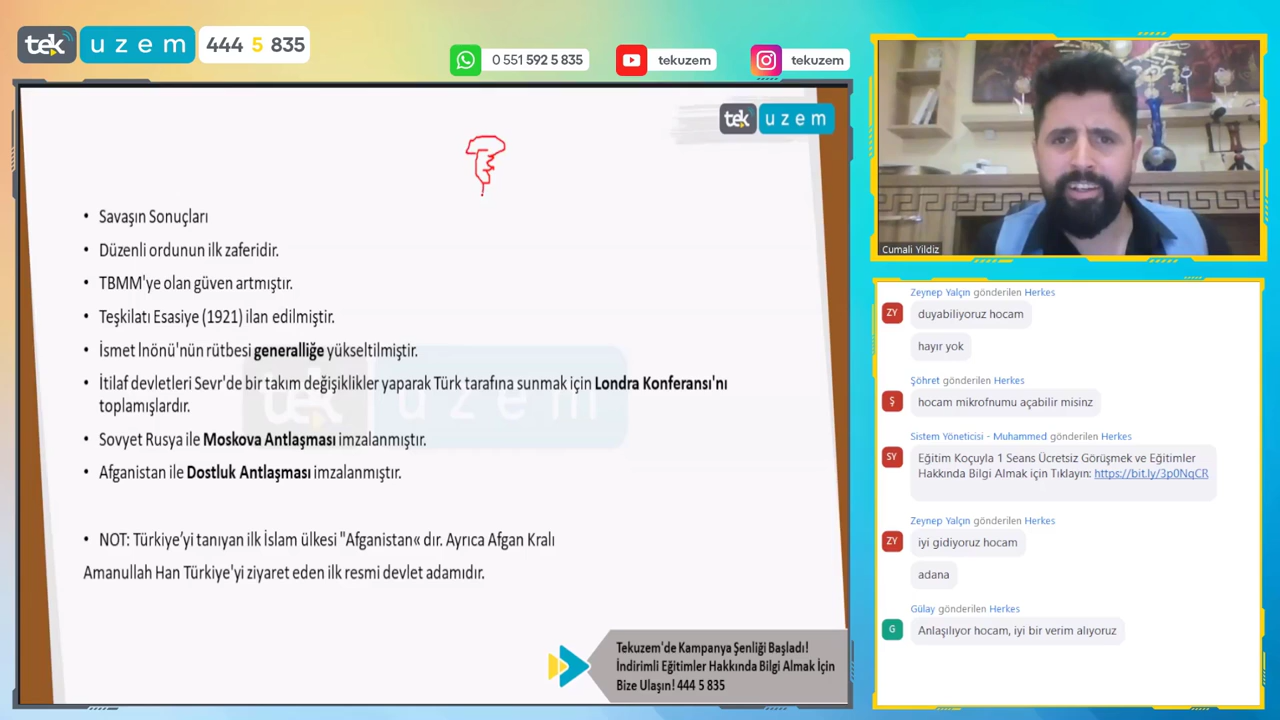 tek uzem 444 5 835
0 551 592 5 835
tekuzem
tekuzem
tek uzem
• Savaşın Sonuçları
• Düzenli ordunun ilk zaferidir.
• TBMM'ye olan güven artmıştır.
• Teşkilatı Esasiye (1921) ilan edilmiştir.
• İsmet İnönü'nün rütbesi generalliğe yükseltilmiştir.
• İtilaf devletleri Sevr'de bir takım değişiklikler yaparak Türk tarafına sunmak için Londra Konferansı'nı
toplamışlardır.
• Sovyet Rusya ile Moskova Antlaşması imzalanmıştır.
• Afganistan ile Dostluk Antlaşması imzalanmıştır.
• NOT: Türkiye’yi tanıyan ilk İslam ülkesi "Afganistan« dır. Ayrıca Afgan Kralı
Amanullah Han Türkiye'yi ziyaret eden ilk resmi devlet adamıdır.
tek uzem
Tekuzem'de Kampanya Şenliği Başladı!
İndirimli Eğitimler Hakkında Bilgi Almak İçin
Bize Ulaşın! 444 5 835
Cumali Yildiz
Zeynep Yalçın gönderilen Herkes
ZY
duyabiliyoruz hocam
hayır yok
Şöhret gönderilen Herkes
Ş
hocam mikrofnumu açabilir misinz
Sistem Yöneticisi - Muhammed gönderilen Herkes
SY
Eğitim Koçuyla 1 Seans Ücretsiz Görüşmek ve Eğitimler
Hakkında Bilgi Almak için Tıklayın: https://bit.ly/3p0NqCR
Zeynep Yalçın gönderilen Herkes
ZY
iyi gidiyoruz hocam
adana
Gülay gönderilen Herkes
G
Anlaşılıyor hocam, iyi bir verim alıyoruz